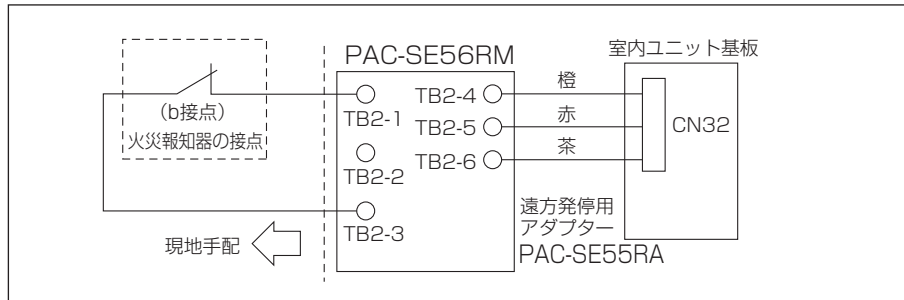 PAC-SE56RM
室内ユニット基板
(b接点)
火災報知器の接点
TB2-1
TB2-2
TB2-3
TB2-4
TB2-5
TB2-6
橙
赤
茶
CN32
遠方発停用
アダプター
PAC-SE55RA
現地手配